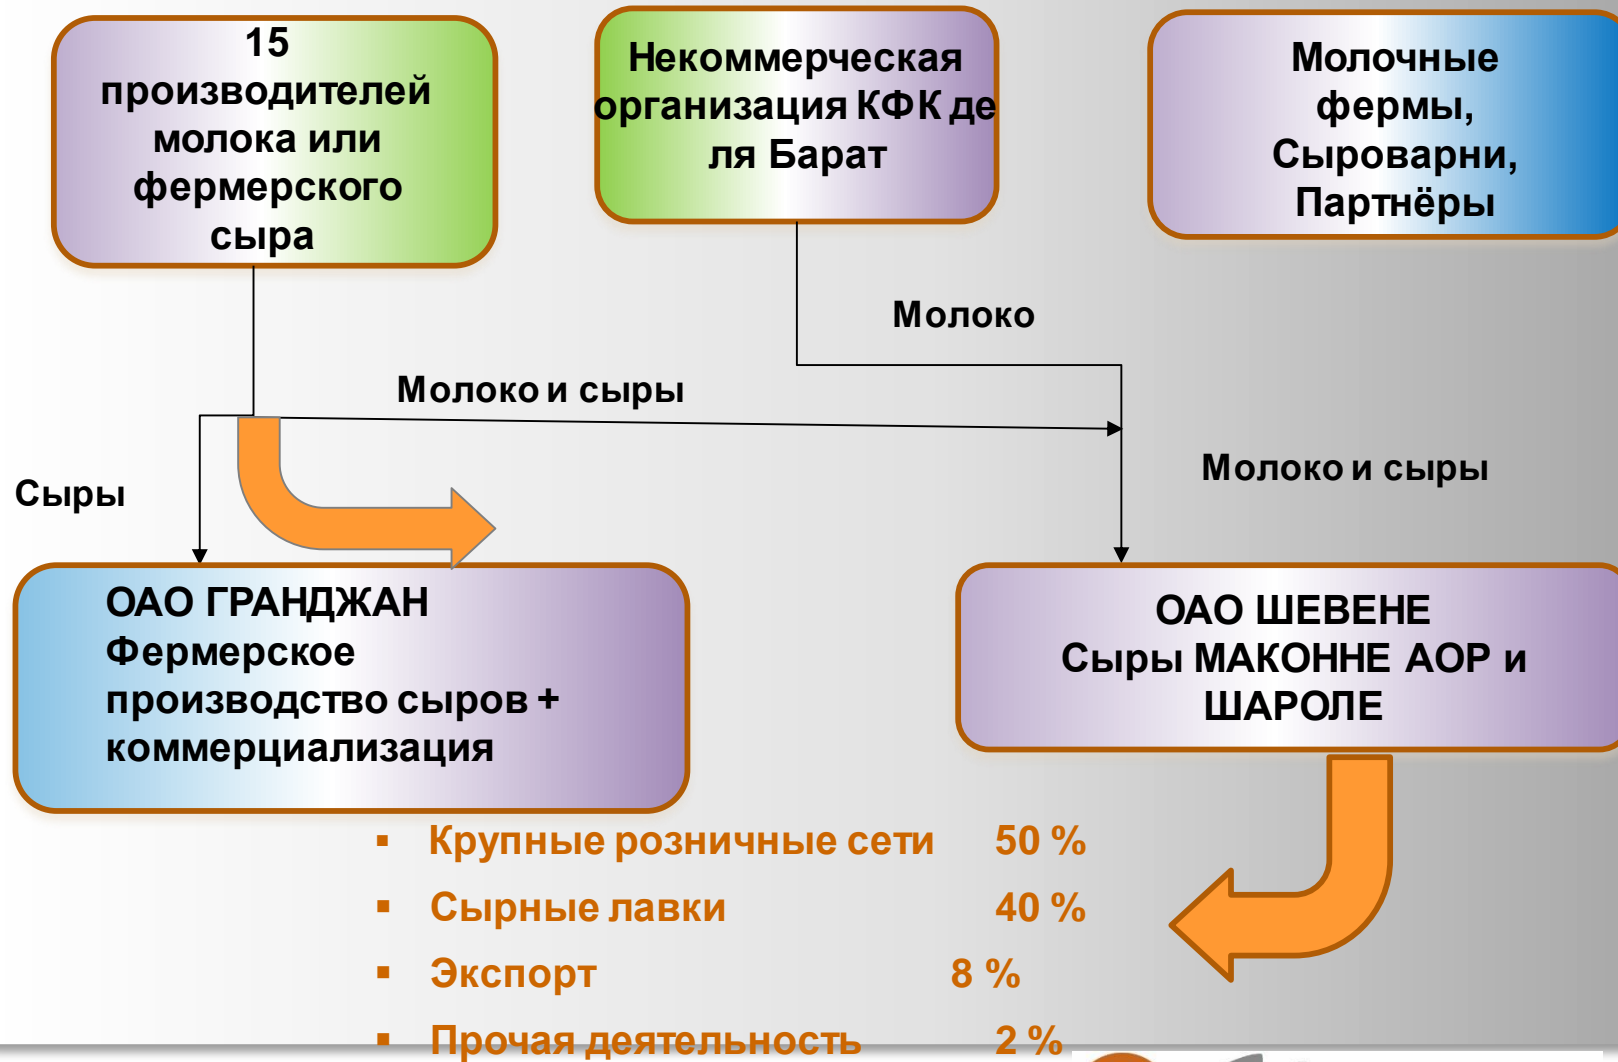 15
производителей
молока или
фермерского
сыра
Некоммерческая
организация КФК де
ля Барат
Молочные
фермы,
Сыроварни,
Партнёры
Молоко
Молоко и сыры
Молоко и сыры
Сыры
ОАО ГРАНДЖАН
Фермерское
производство сыров +
коммерциализация
ОАО ШЕВЕНЕ
Сыры МАКОННЕ АОР и
ШАРОЛЕ
▪ Крупные розничные сети 50 %
▪ Сырные лавки 40 %
▪ Экспорт 8 %
▪ Прочая деятельность 2 %